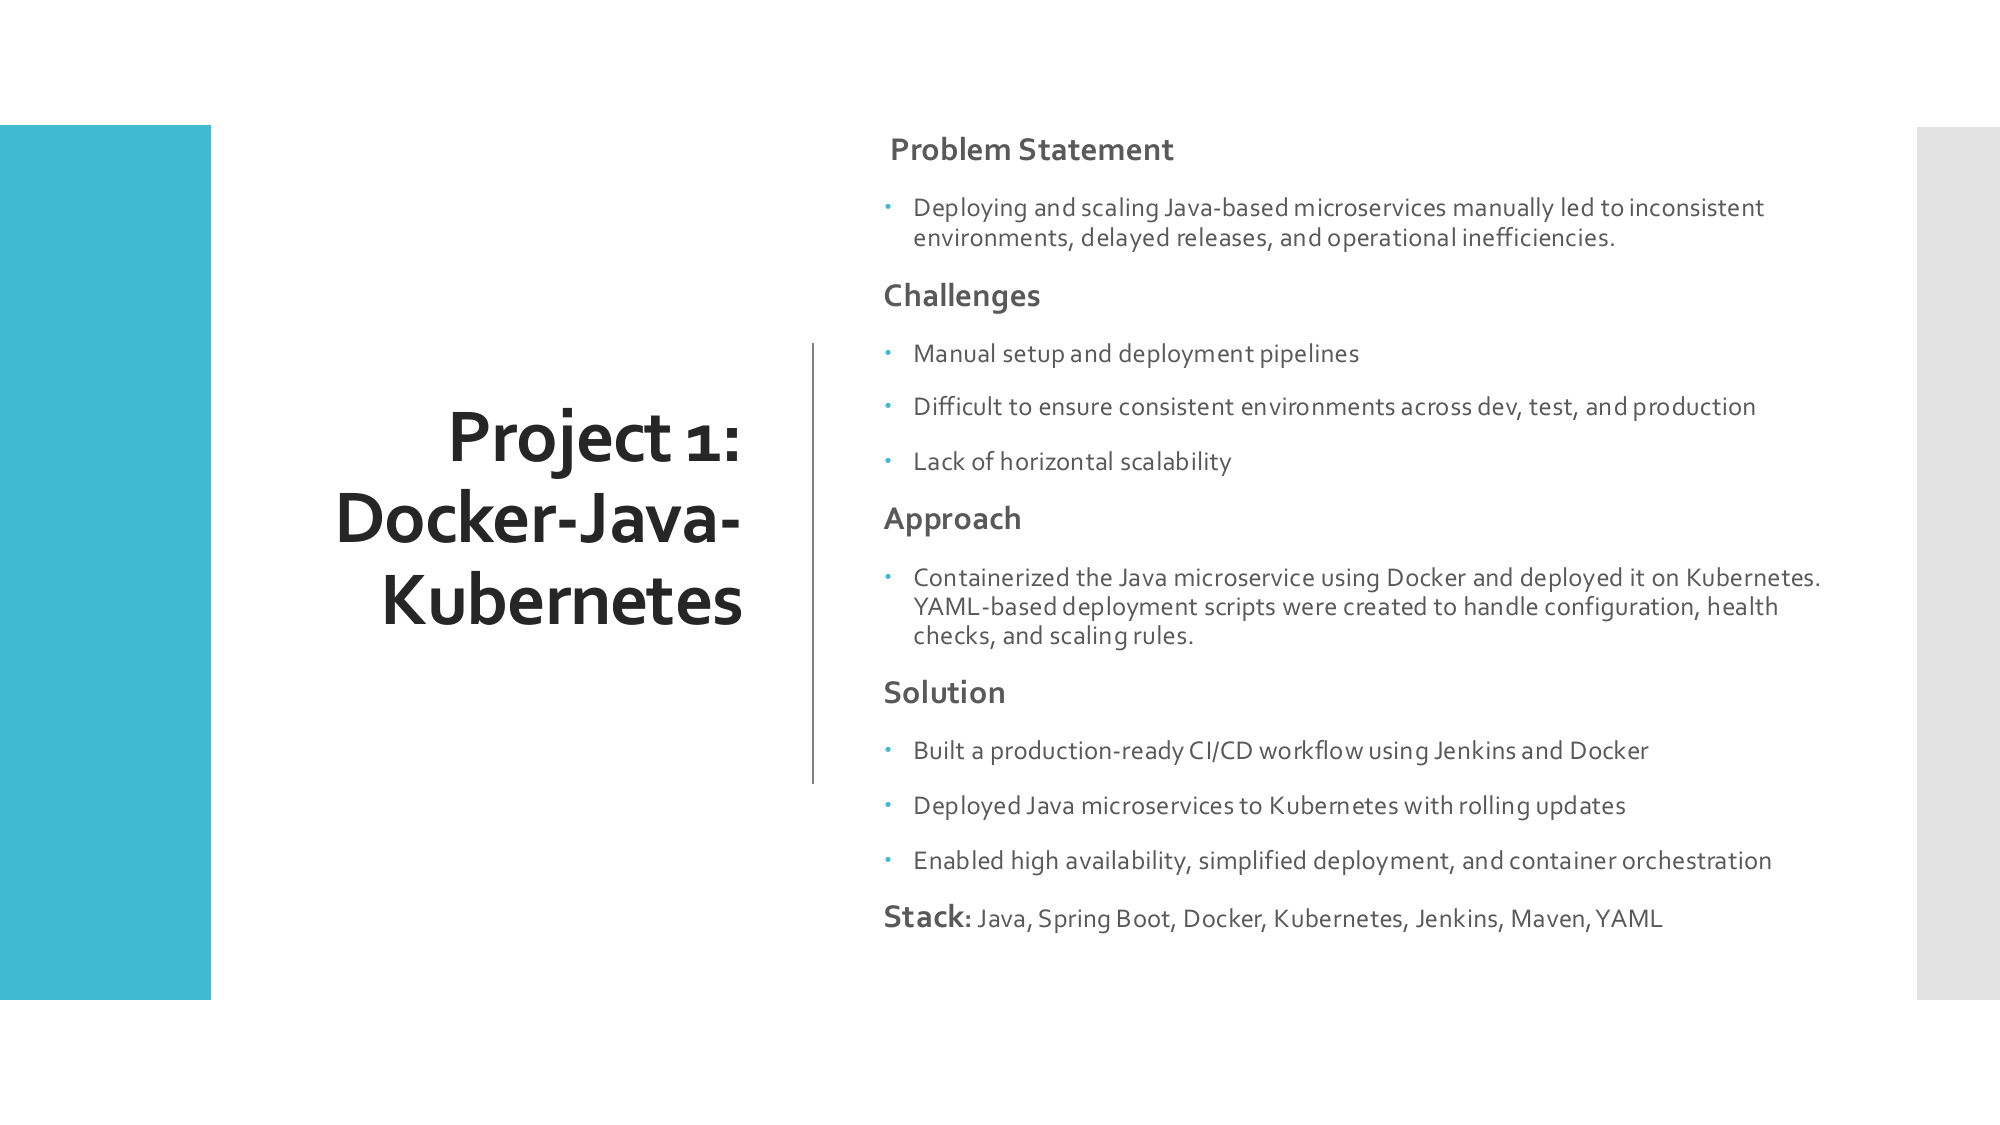 Project 1:
Docker-Java-
Kubernetes
Problem Statement
• Deploying and scaling Java-based microservices manually led to inconsistent
environments, delayed releases, and operational inefficiencies.
Challenges
• Manual setup and deployment pipelines
• Difficult to ensure consistent environments across dev, test, and production
• Lack of horizontal scalability
Approach
• Containerized the Java microservice using Docker and deployed it on Kubernetes.
YAML-based deployment scripts were created to handle configuration, health
checks, and scaling rules.
Solution
• Built a production-ready CI/CD workflow using Jenkins and Docker
• Deployed Java microservices to Kubernetes with rolling updates
• Enabled high availability, simplified deployment, and container orchestration
Stack: Java, Spring Boot, Docker, Kubernetes, Jenkins, Maven, YAML